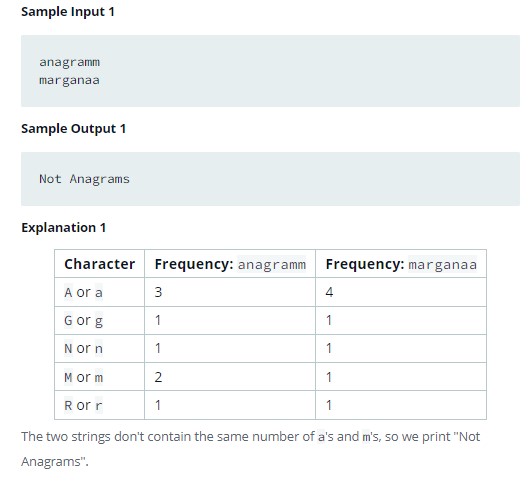 Sample Input 1
anagramm
marganaa
Sample Output 1
Not Anagrams
Explanation 1
Character Frequency: anagramm Frequency: marganaa
A or a 3 4
G or g 1 1
N or n 1 1
M or m 2 1
R or r 1 1
The two strings don't contain the same number of a's and m's, so we print "Not
Anagrams".